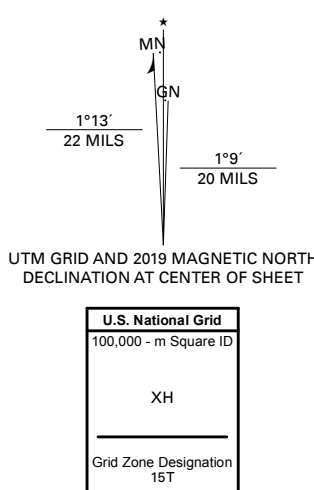 ★
MN
GN
1°13´
22 MILS
1°9´
20 MILS
UTM GRID AND 2019 MAGNETIC NORTH
DECLINATION AT CENTER OF SHEET
U.S. National Grid
100,000 - m Square ID
XH
Grid Zone Designation
15T